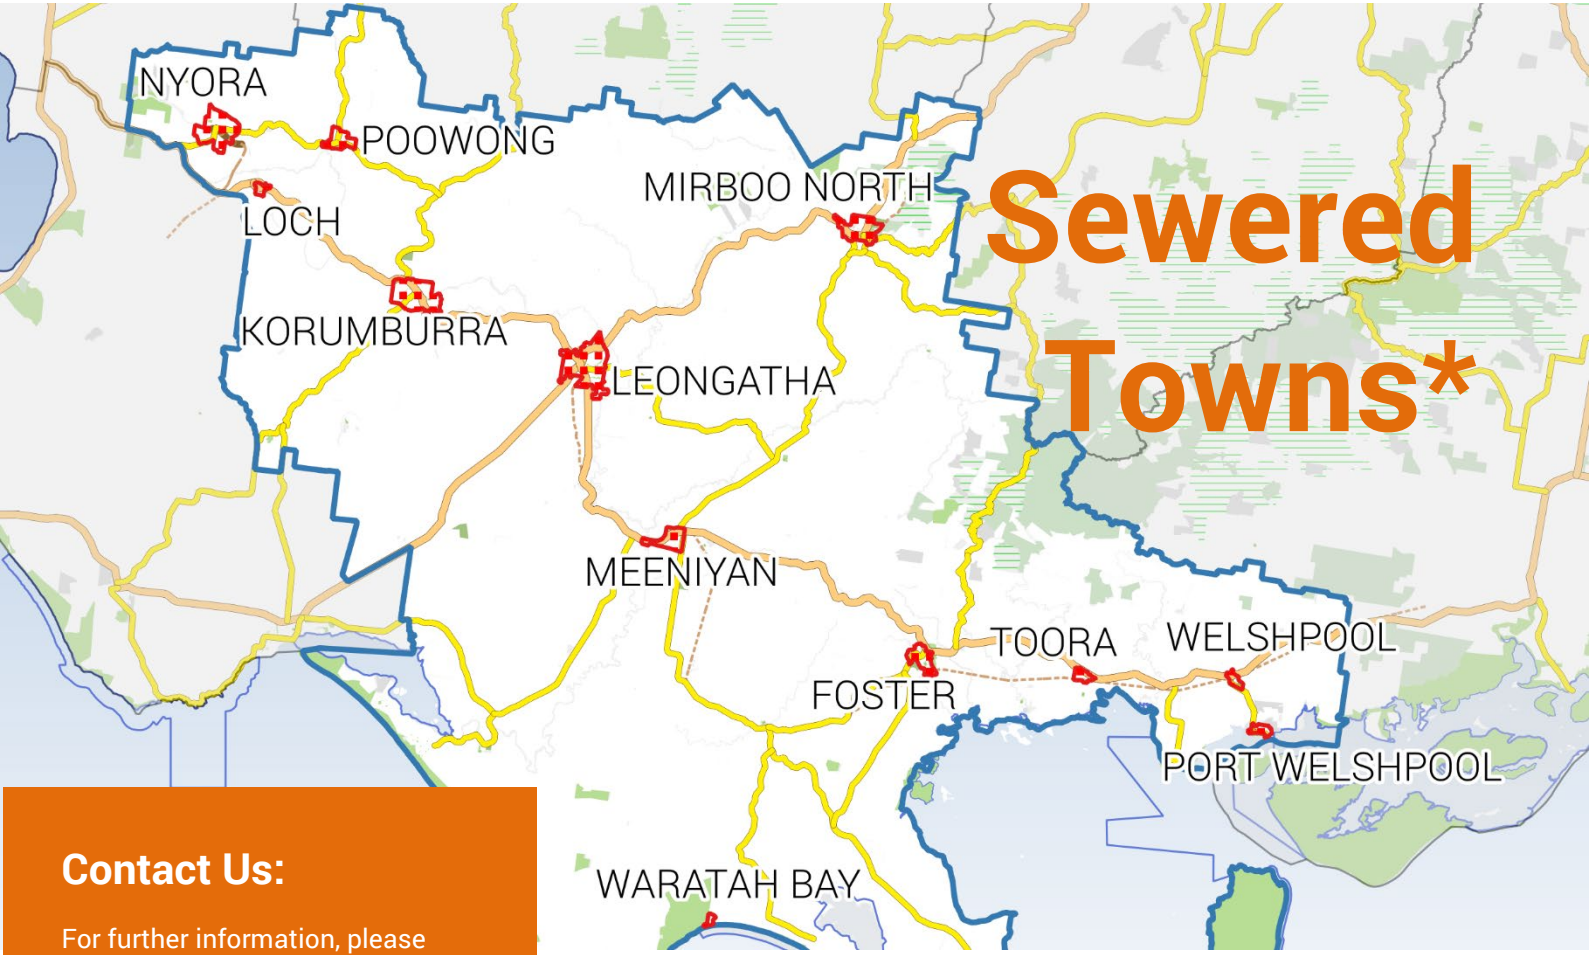 NYORA
POOWONG
MIRBOO NORTH
Sewered
LOCH
KORUMBURRA
Towns*
LEONGATHA
MEENIYAN
TOORA
WELSHPOOL
FOSTER
PORT WELSHPOOL
WARATAH BAY
Contact Us:
For further information, please